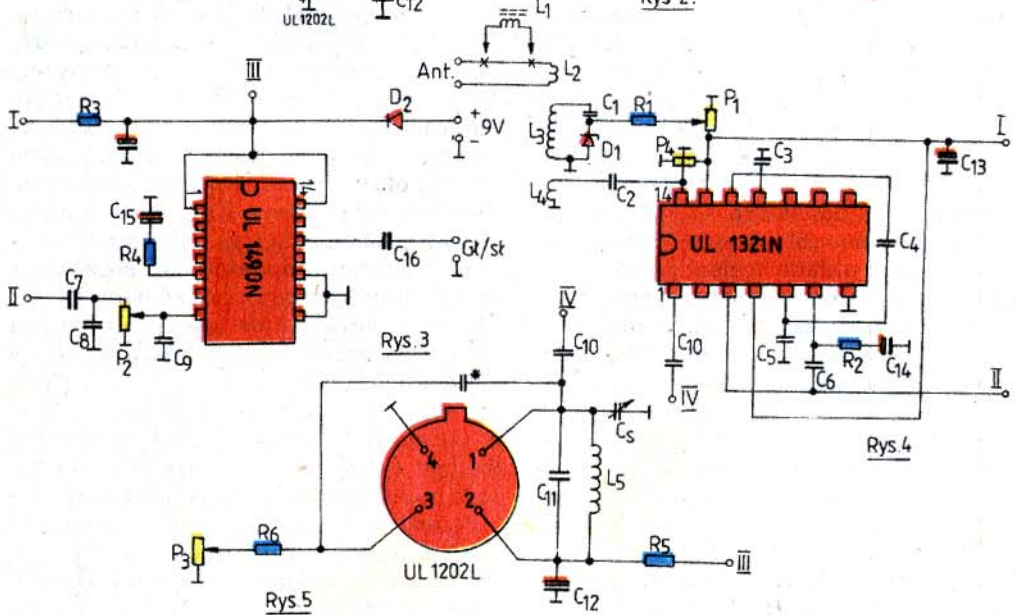 1
UL1202L
C12
Rys 2.
L1
Ant.
L2
III
I
R3
D2
+ 9V
-
C15
R4
UL 1490N
C16
Gł/sł
II
C7
C8
P2
C9
Rys.3
L3
C1
D1
R1
P1
P4
I
C13
C3
L4
C2
14
UL 1321N
1
C4
C10
IV
C5
C6
R2
C14
II
Rys.4
IV
C10
*
Cs
4
1
3
2
C11
L5
P3
R6
UL 1202L
C12
R5
III
Rys.5